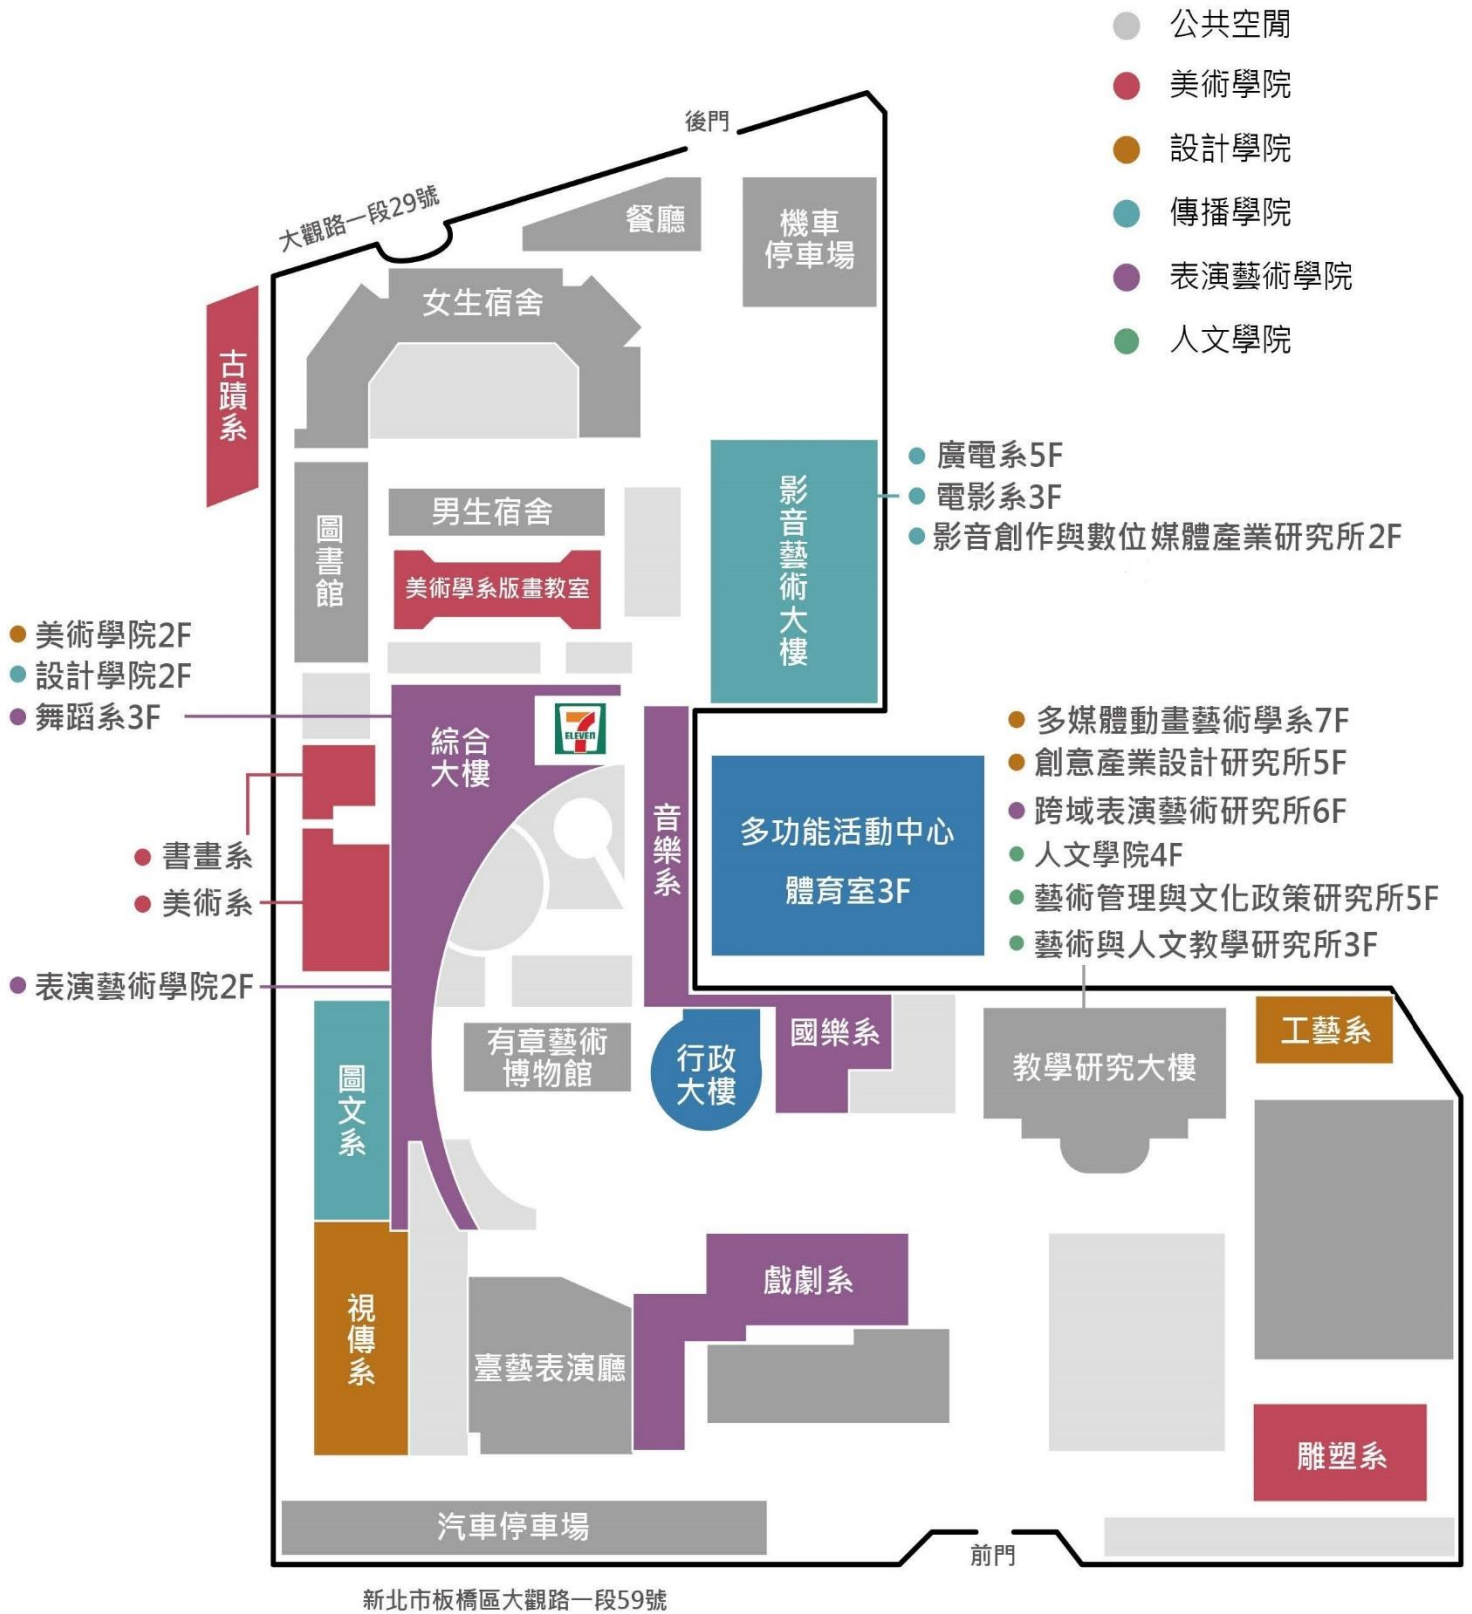 公共空間
美術學院
設計學院
傳播學院
表演藝術學院
人文學院
後門
大觀路一段29號
餐廳
機車
停車場
女生宿舍
古蹟系
圖書館
男生宿舍
美術學系版畫教室
影音藝術大樓
廣電系5F
電影系3F
影音創作與數位媒體產業研究所2F
美術學院2F
設計學院2F
舞蹈系3F
綜合
大樓
7
ELEVEN
音樂系
多功能活動中心
體育室3F
多媒體動畫藝術學系7F
創意產業設計研究所5F
跨域表演藝術研究所6F
人文學院4F
藝術管理與文化政策研究所5F
藝術與人文教學研究所3F
書畫系
美術系
表演藝術學院2F
圖文系
有章藝術
博物館
行政
大樓
國樂系
教學研究大樓
工藝系
視傳系
臺藝表演廳
戲劇系
雕塑系
汽車停車場
前門
新北市板橋區大觀路一段59號